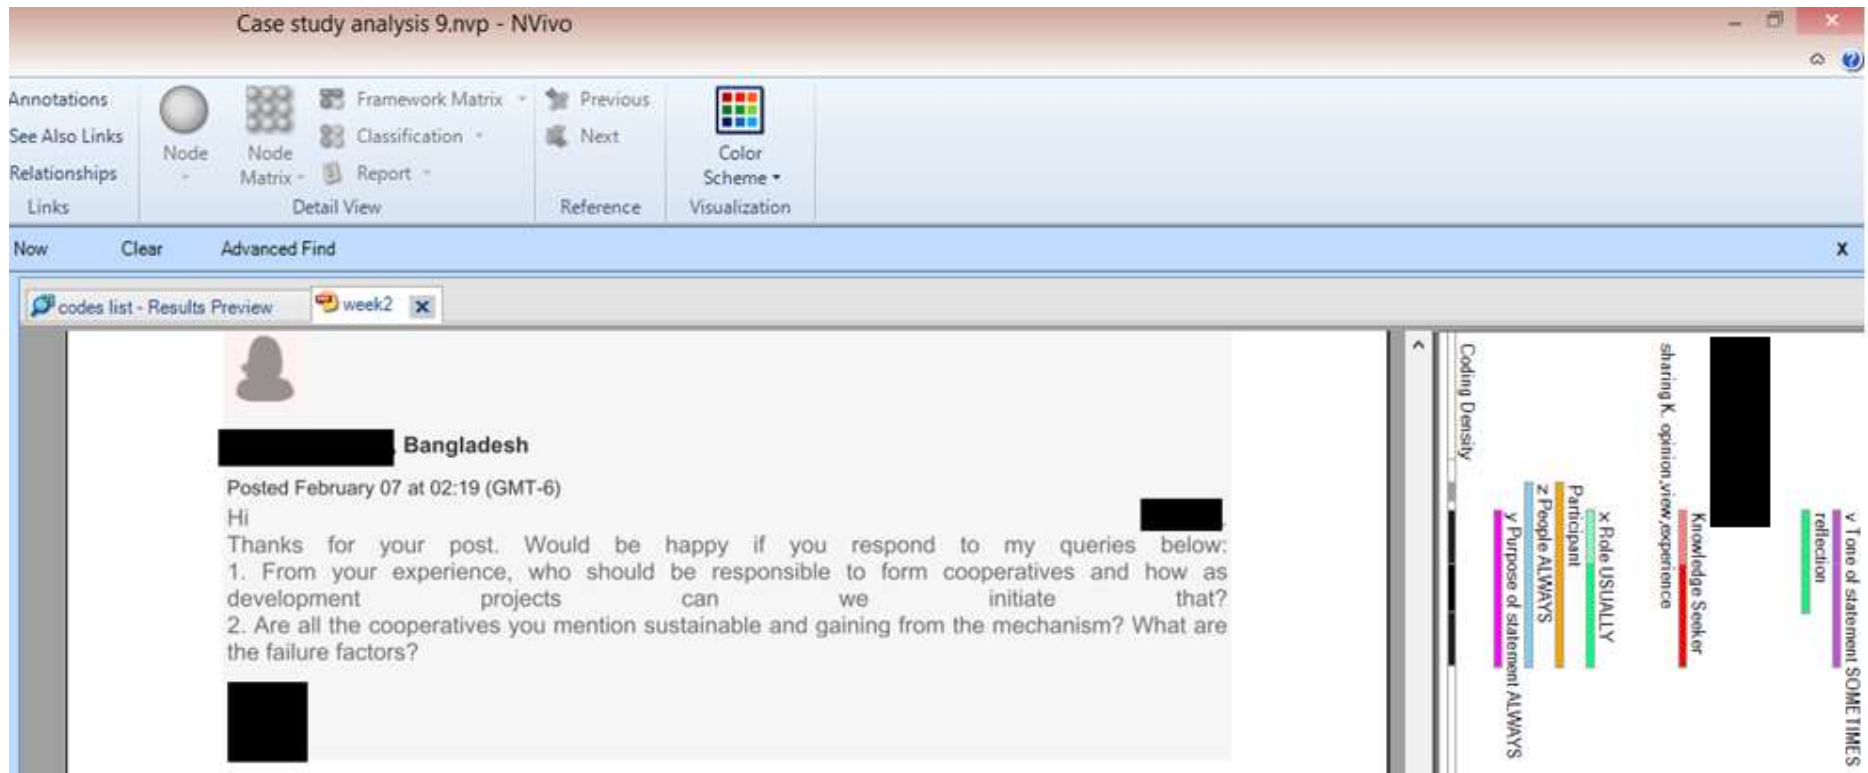 Case study analysis 9.nvp - NVivo
Annotations
See Also Links
Relationships
Links
Node
Node
Matrix
Framework Matrix
Classification
Report
Detail View
Previous
Next
Reference
Color
Scheme
Visualization
Now Clear Advanced Find X
codes list - Results Preview week2 x
, Bangladesh
Posted February 07 at 02:19 (GMT-6)
Hi ,
Thanks for your post. Would be happy if you respond to my queries below:
1. From your experience, who should be responsible to form cooperatives and how as
development projects can we initiate that?
2. Are all the cooperatives you mention sustainable and gaining from the mechanism? What are
the failure factors?
Coding Density
y Purpose of statement ALWAYS
z People ALWAYS
Participant
x Role USUALLY
sharing K. opinion,view,experience
Knowledge Seeker
reflection
v Tone of statement SOMETIMES